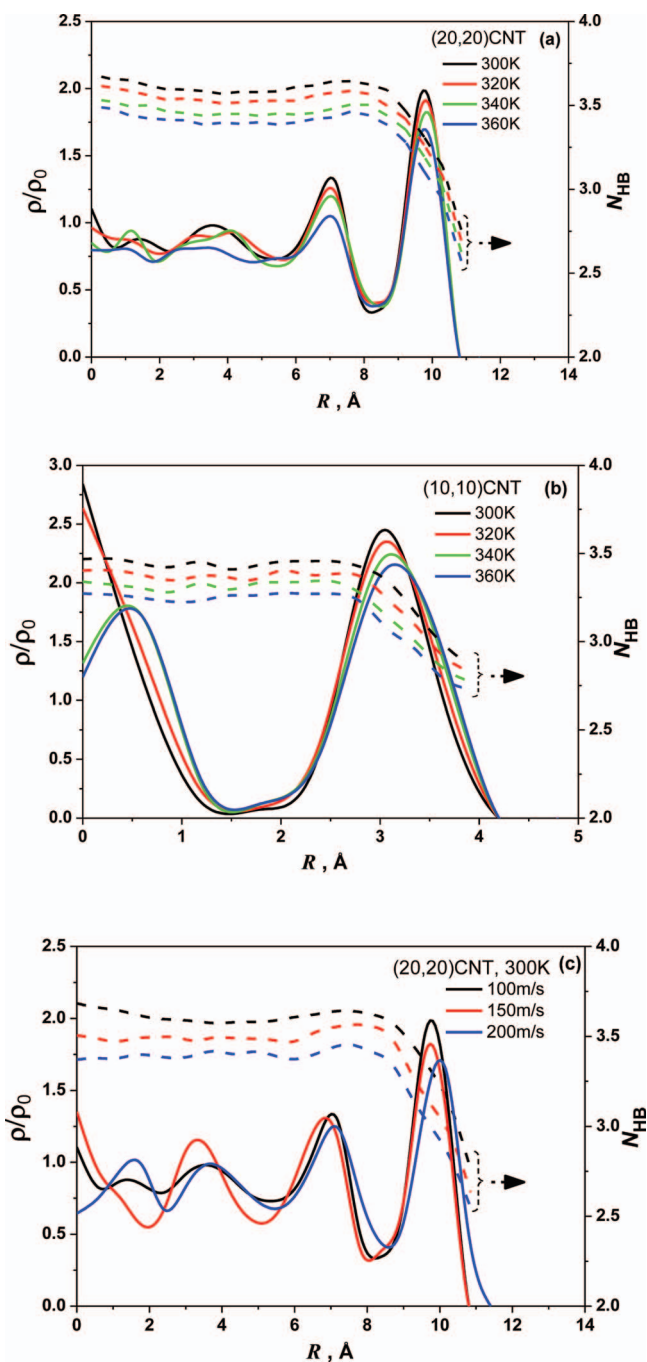 (20,20)CNT (a)
300K
320K
340K
360K
ρ/ρ0
2.5
2.0
1.5
1.0
0.5
0.0
4.0
3.5
3.0
2.5
2.0
NHB
0 2 4 6 8 10 12 14
R , Å
(10,10)CNT (b)
300K
320K
340K
360K
ρ/ρ0
3.0
2.5
2.0
1.5
1.0
0.5
0.0
4.0
3.5
3.0
2.5
2.0
NHB
0 1 2 3 4 5
R , Å
(20,20)CNT, 300K (c)
100m/s
150m/s
200m/s
ρ/ρ0
2.5
2.0
1.5
1.0
0.5
0.0
4.0
3.5
3.0
2.5
2.0
NHB
0 2 4 6 8 10 12 14
R , Å